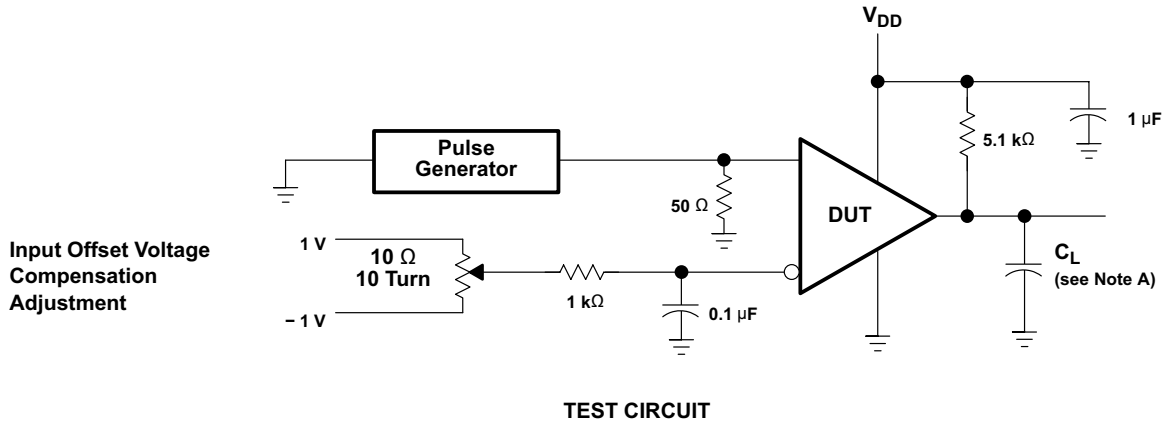 V_DD
1 μF
5.1 kΩ
Pulse
Generator
50 Ω
DUT
Input Offset Voltage
Compensation
Adjustment
1 V
10 Ω
10 Turn
− 1 V
1 kΩ
0.1 μF
C_L
(see Note A)
TEST CIRCUIT